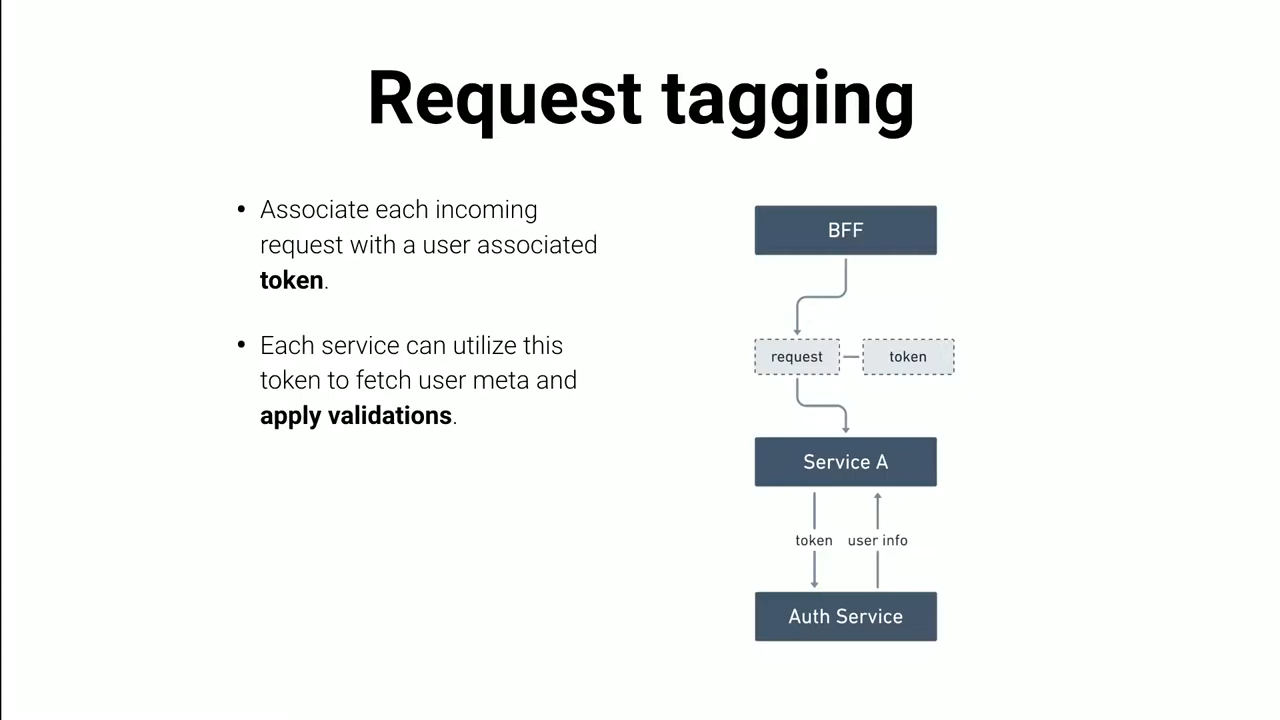 Request tagging
• Associate each incoming
request with a user associated
token.
• Each service can utilize this
token to fetch user meta and
apply validations.
BFF
request
token
Service A
token
user info
Auth Service